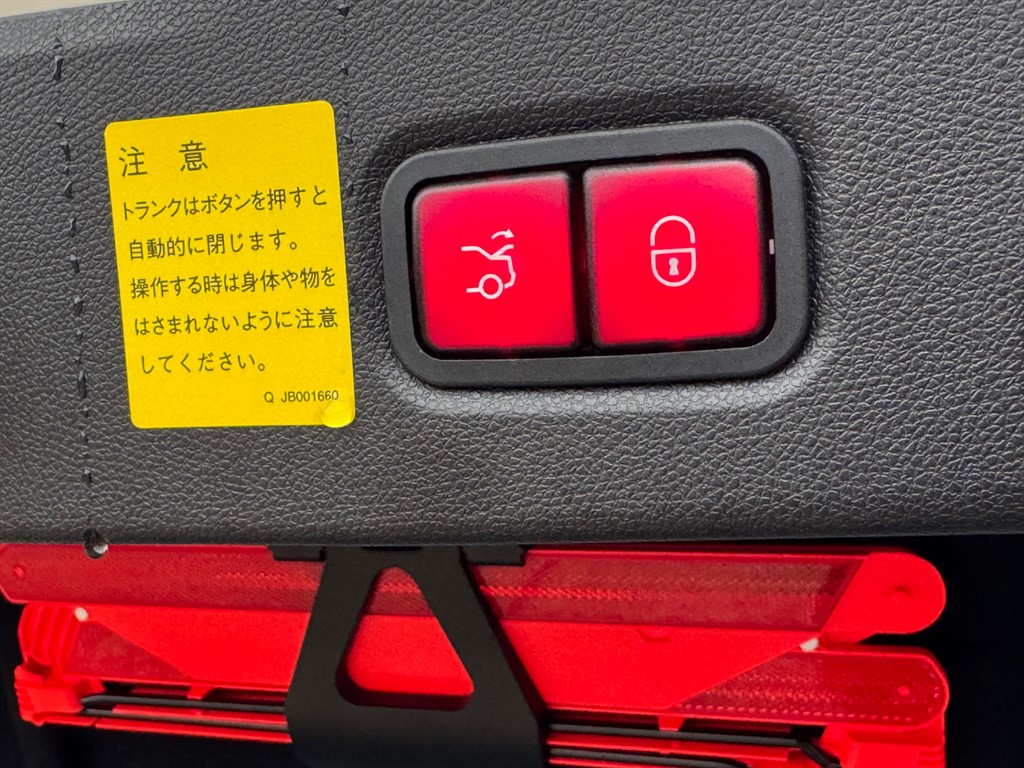 注 意
トランクはボタンを押すと
自動的に閉じます。
操作する時は身体や物を
はさまれないように注意
してください。
Q JB001660